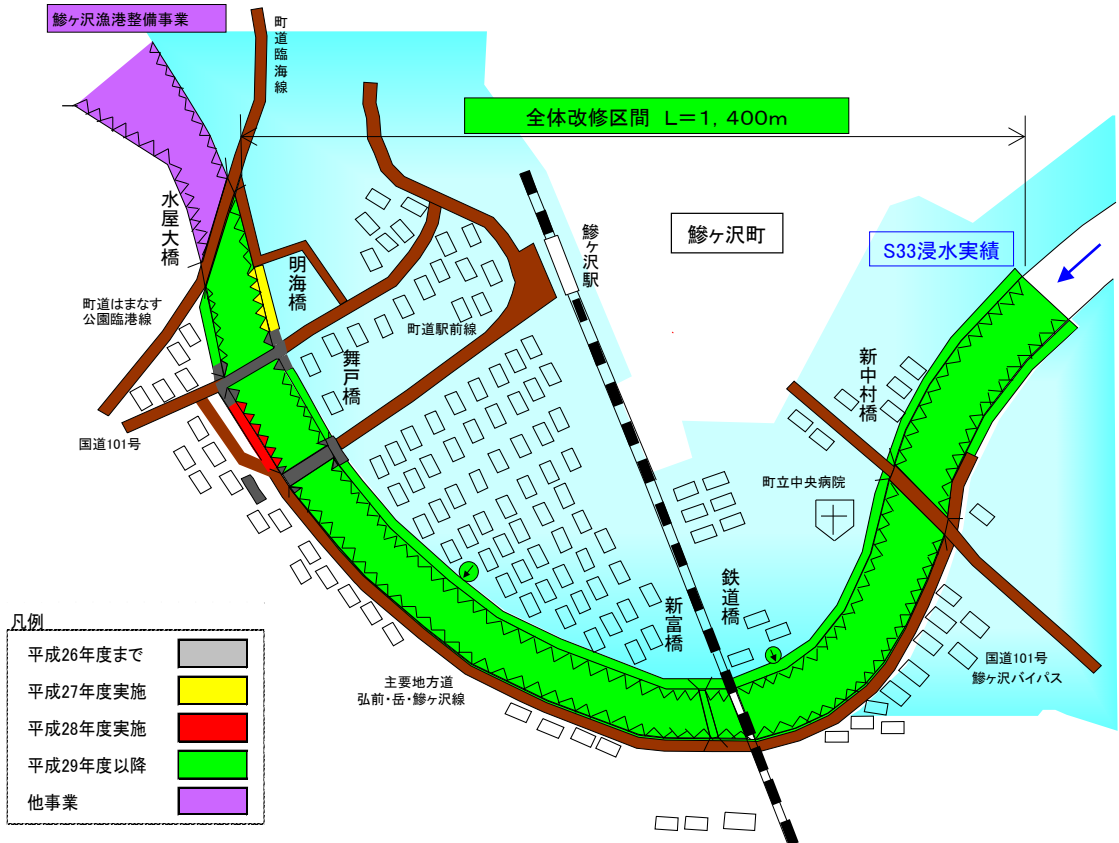 鰺ヶ沢漁港整備事業
町道臨海線
全体改修区間 L=1,400m
水屋大橋
鰺ヶ沢駅
鰺ヶ沢町
S33浸水実績
明海橋
町道はまなす
公園臨港線
町道駅前線
舞戸橋
新中村橋
国道101号
町立中央病院
鉄道橋
新富橋
国道101号
鰺ヶ沢バイパス
主要地方道
弘前・岳・鰺ヶ沢線
凡例
平成26年度まで
平成27年度実施
平成28年度実施
平成29年度以降
他事業